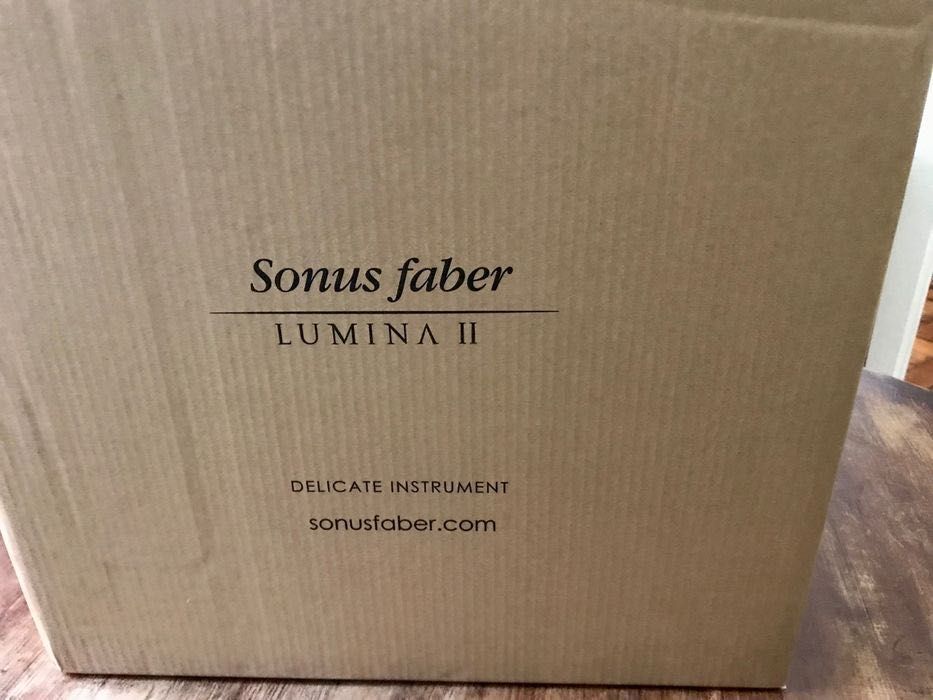 Sonus faber
LUMINA II
DELICATE INSTRUMENT
sonusfaber.com